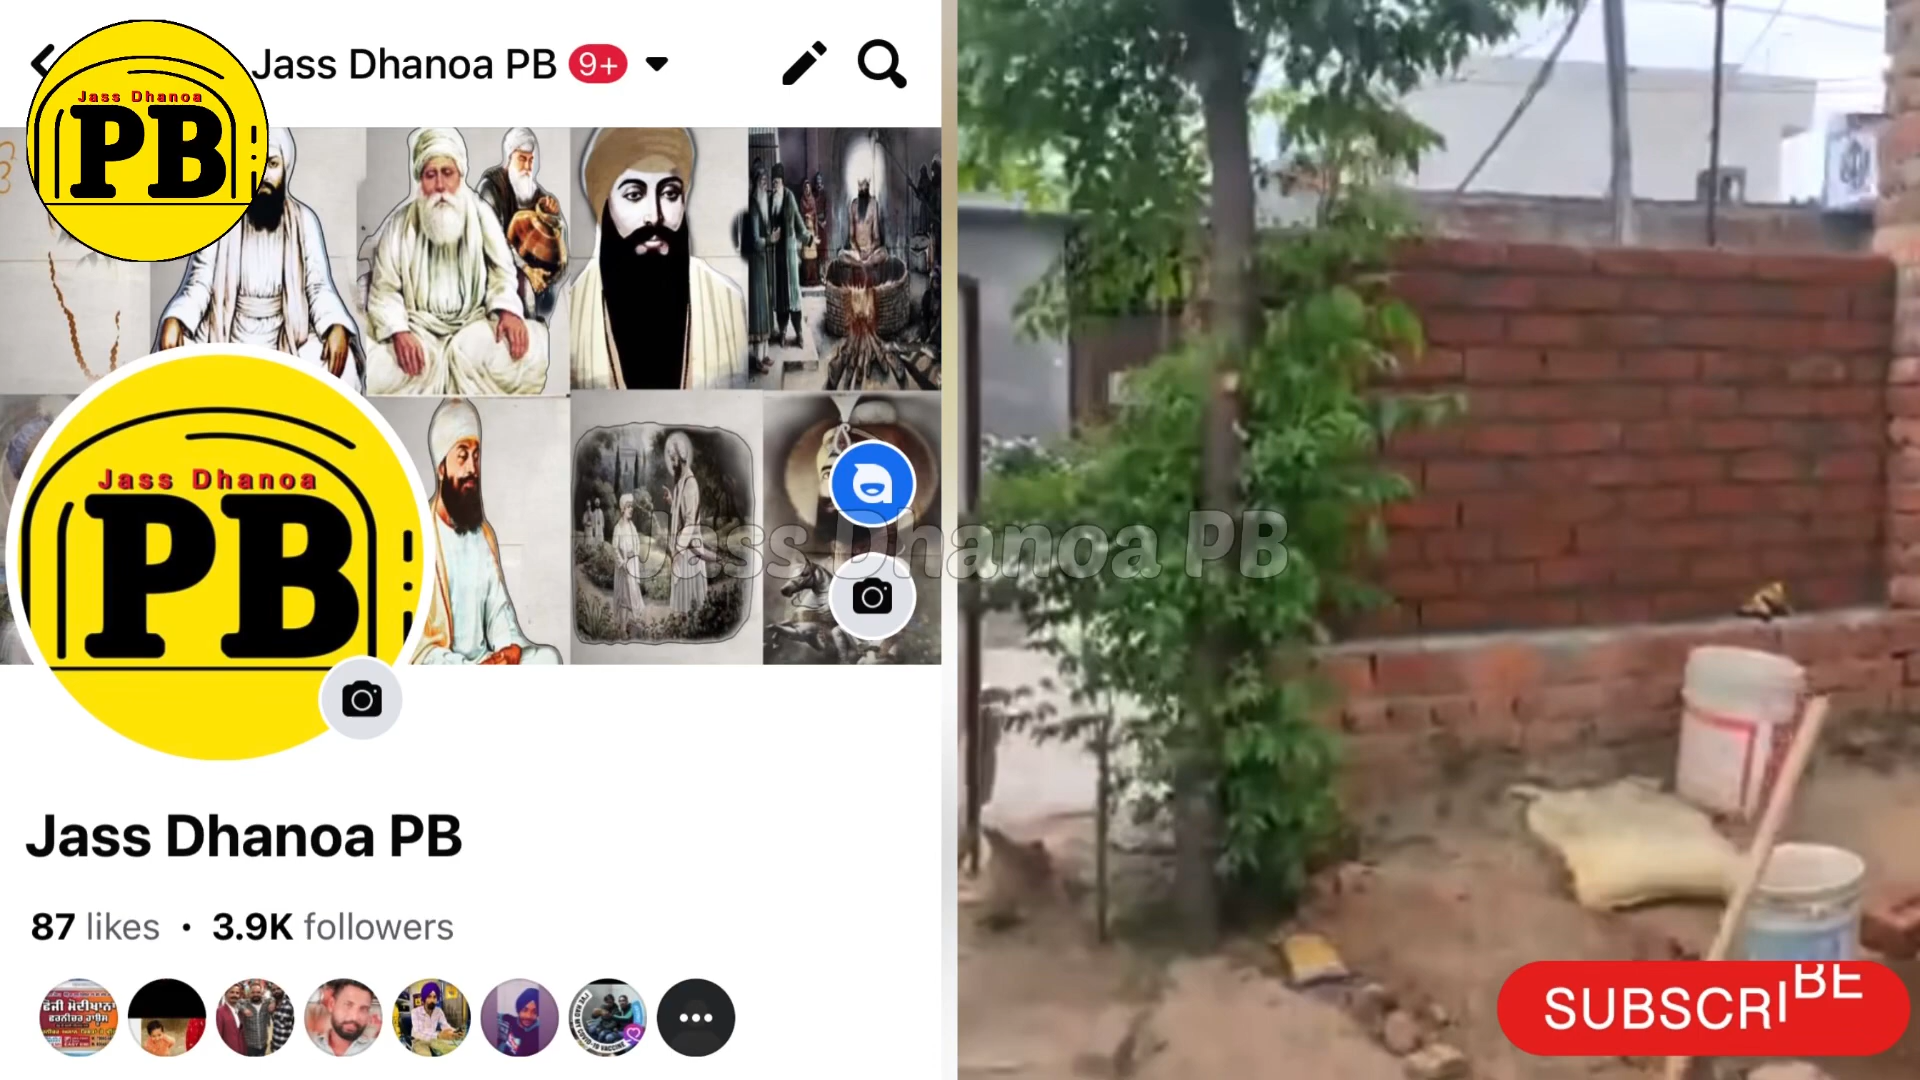 Jass Dhanoa PB 9+
Jass Dhanoa
PB
Jass Dhanoa
PB
Jass Dhanoa PB
Jass Dhanoa PB
87 likes · 3.9K followers
SUBSCRIBE